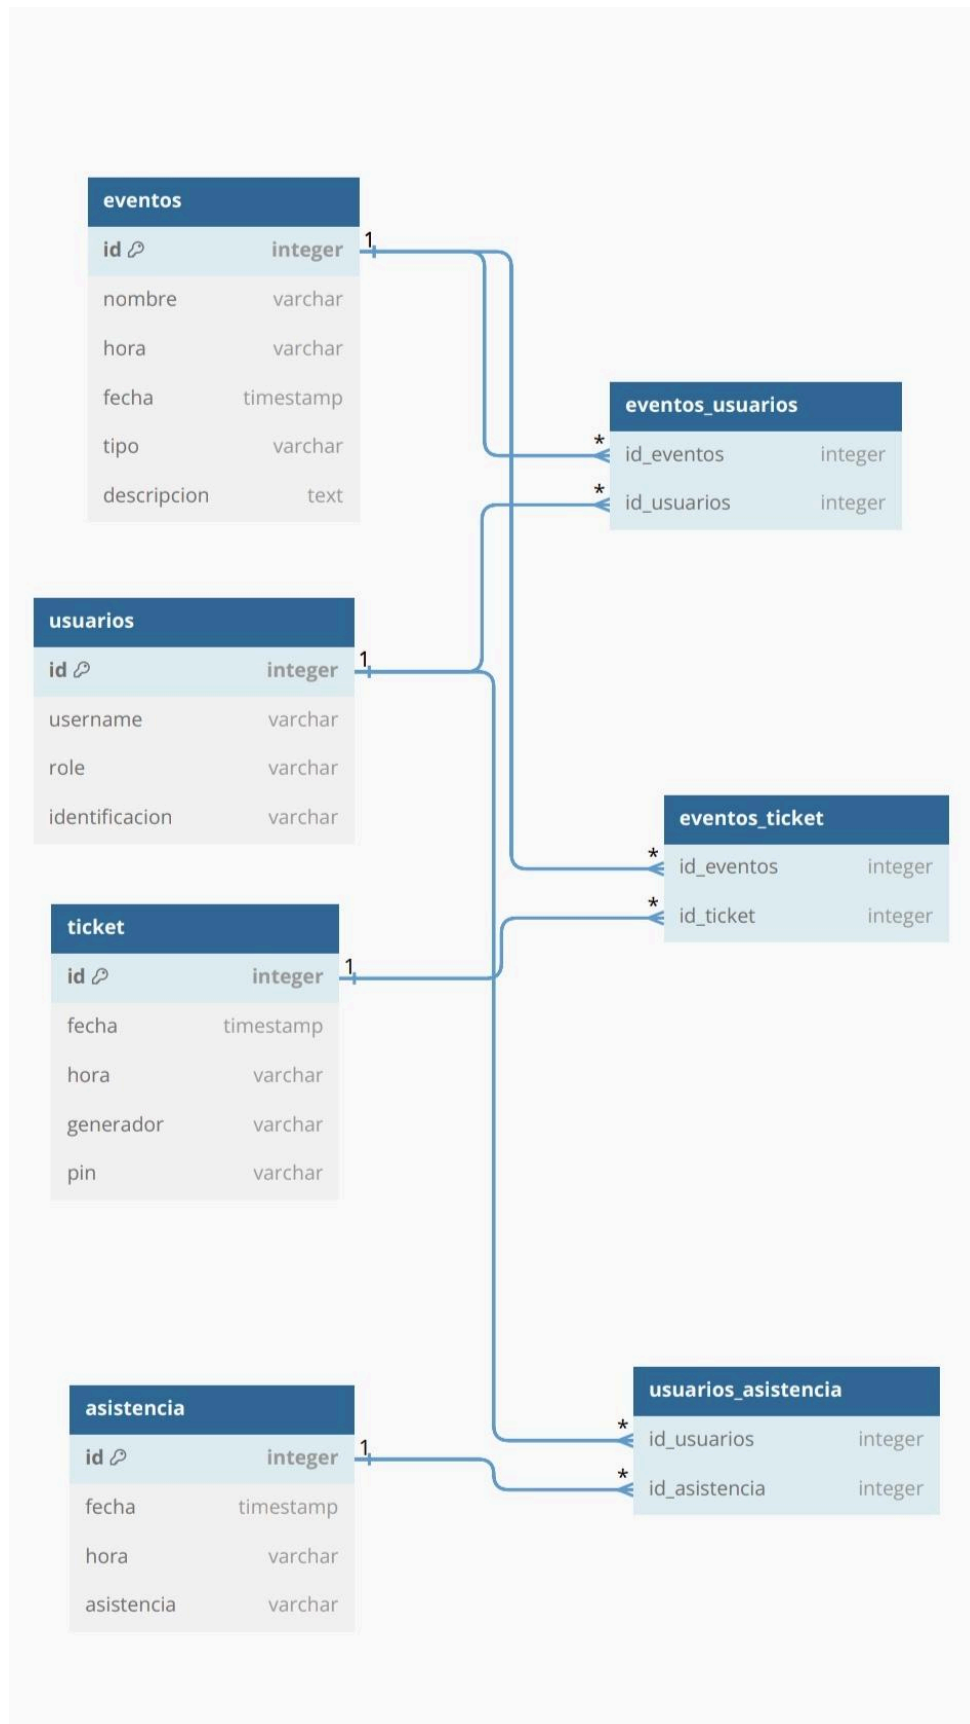 eventos
id integer 1
nombre varchar
hora varchar
fecha timestamp
tipo varchar
descripcion text
eventos_usuarios
* id_eventos integer
* id_usuarios integer
usuarios
id integer 1
username varchar
role varchar
identificacion varchar
eventos_ticket
* id_eventos integer
* id_ticket integer
ticket
id integer 1
fecha timestamp
hora varchar
generador varchar
pin varchar
usuarios_asistencia
* id_usuarios integer
* id_asistencia integer
asistencia
id integer 1
fecha timestamp
hora varchar
asistencia varchar